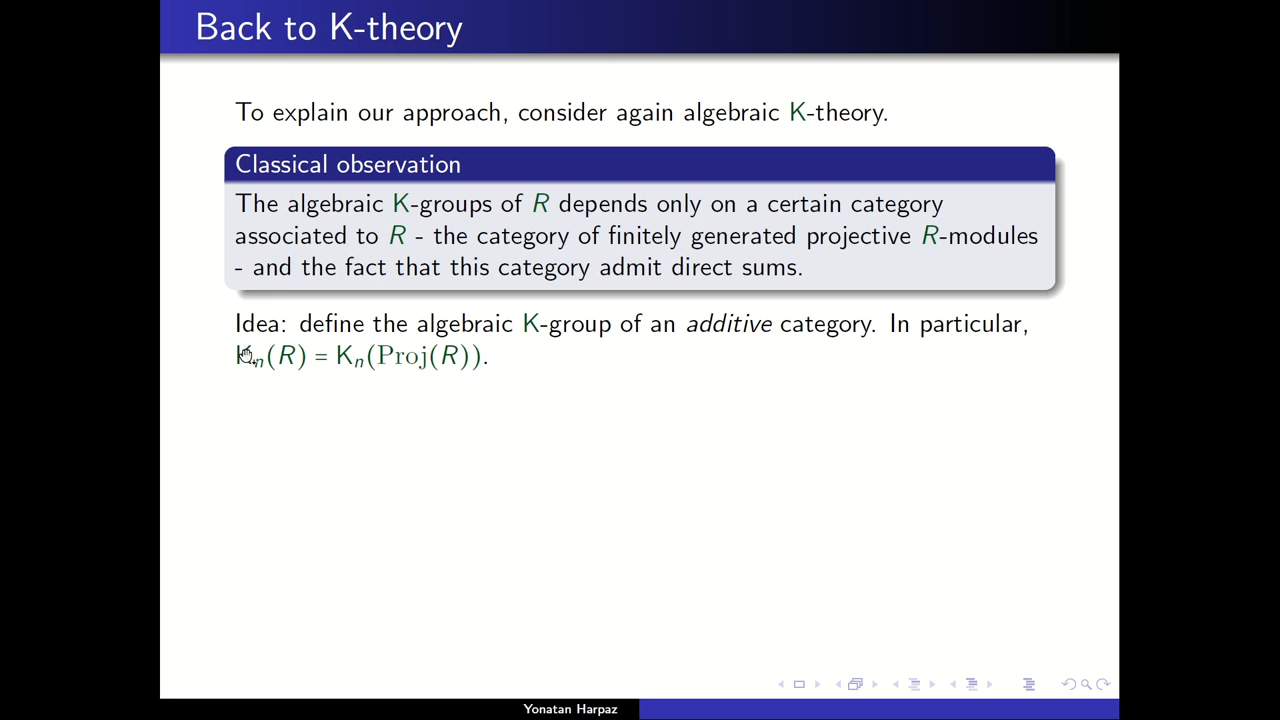 Back to K-theory
To explain our approach, consider again algebraic K-theory.
Classical observation
The algebraic K-groups of R depends only on a certain category
associated to R - the category of finitely generated projective R-modules
- and the fact that this category admit direct sums.
Idea: define the algebraic K-group of an additive category. In particular,
Kₙ(R) = Kₙ(Proj(R)).
Yonatan Harpaz